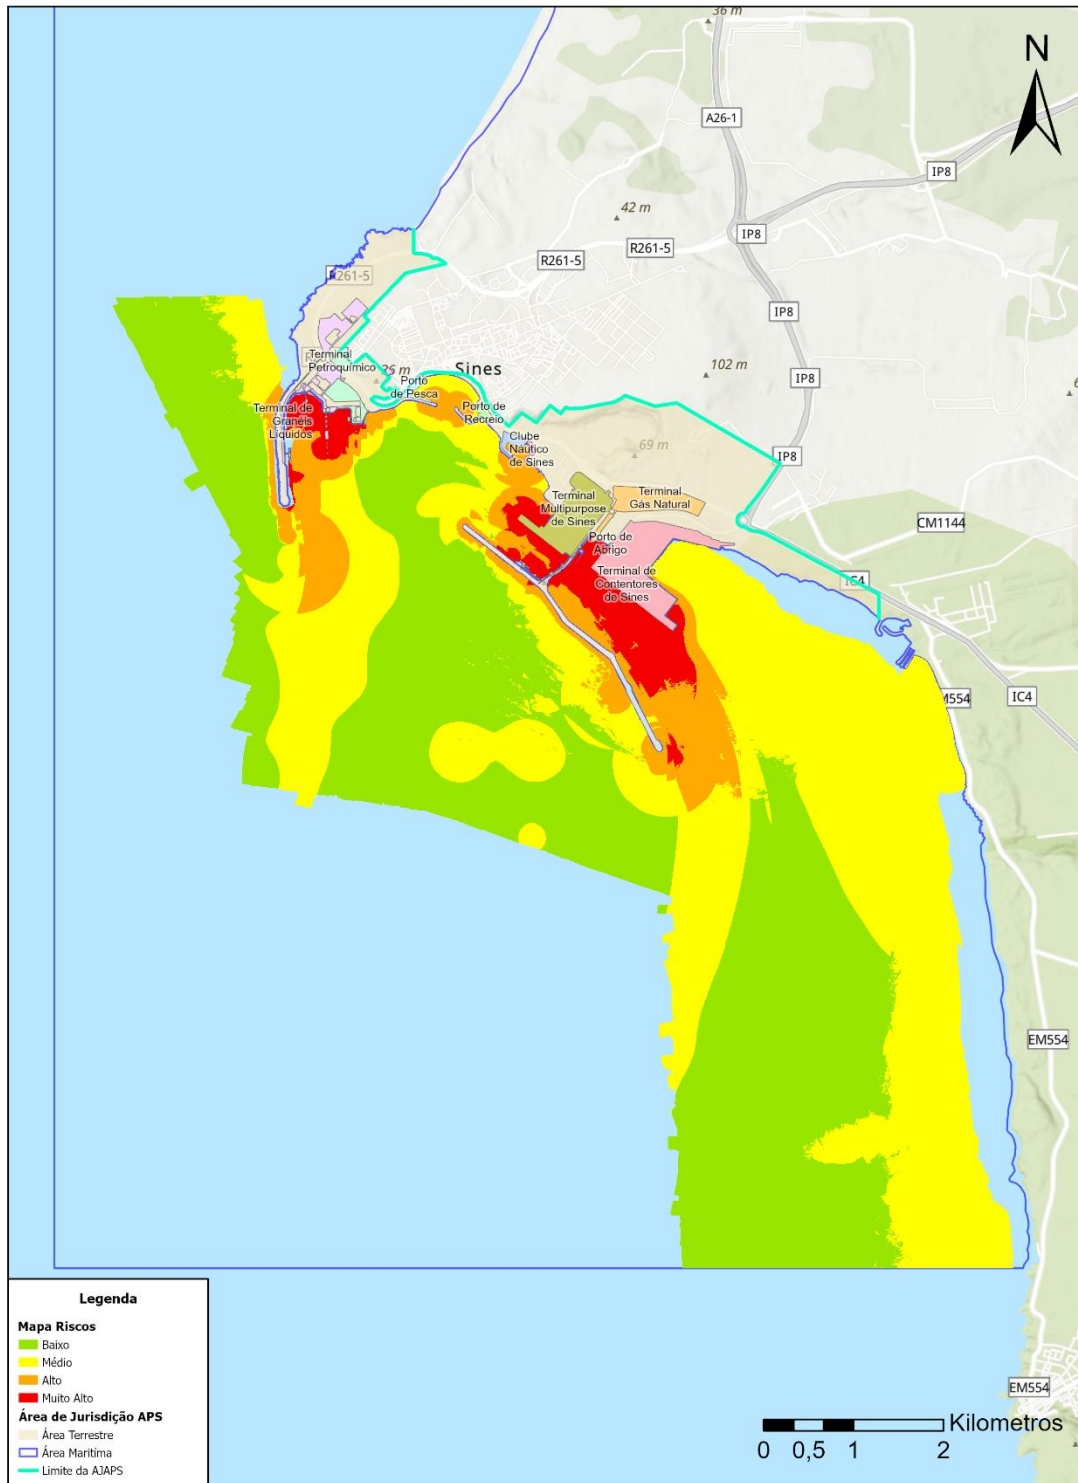 36 m
N
A26-1
IP8
42 m
R261-5
IP8
R261-5
R261-5
IP8
Terminal
Petroquímico
36 m
Sines
102 m
IP8
Porto
de Pesca
Terminal de
Granéis
Líquidos
Porto de
Recreio
Clube
Náutico
de Sines
69 m
IP8
Terminal
Multipurpose
de Sines
Terminal
Gás Natural
CM1144
Porto de
Abrigo
Terminal de
Contentores
de Sines
IC4
M554
IC4
EM554
EM554
Legenda
Mapa Riscos
Baixo
Médio
Alto
Muito Alto
Área de Jurisdição APS
Área Terrestre
Área Maritíma
Limite da AJAPS
Kilometros
0 0,5 1 2